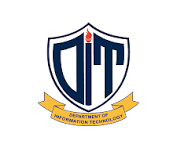 DIT
DEPARTMENT OF
INFORMATION TECHNOLOGY